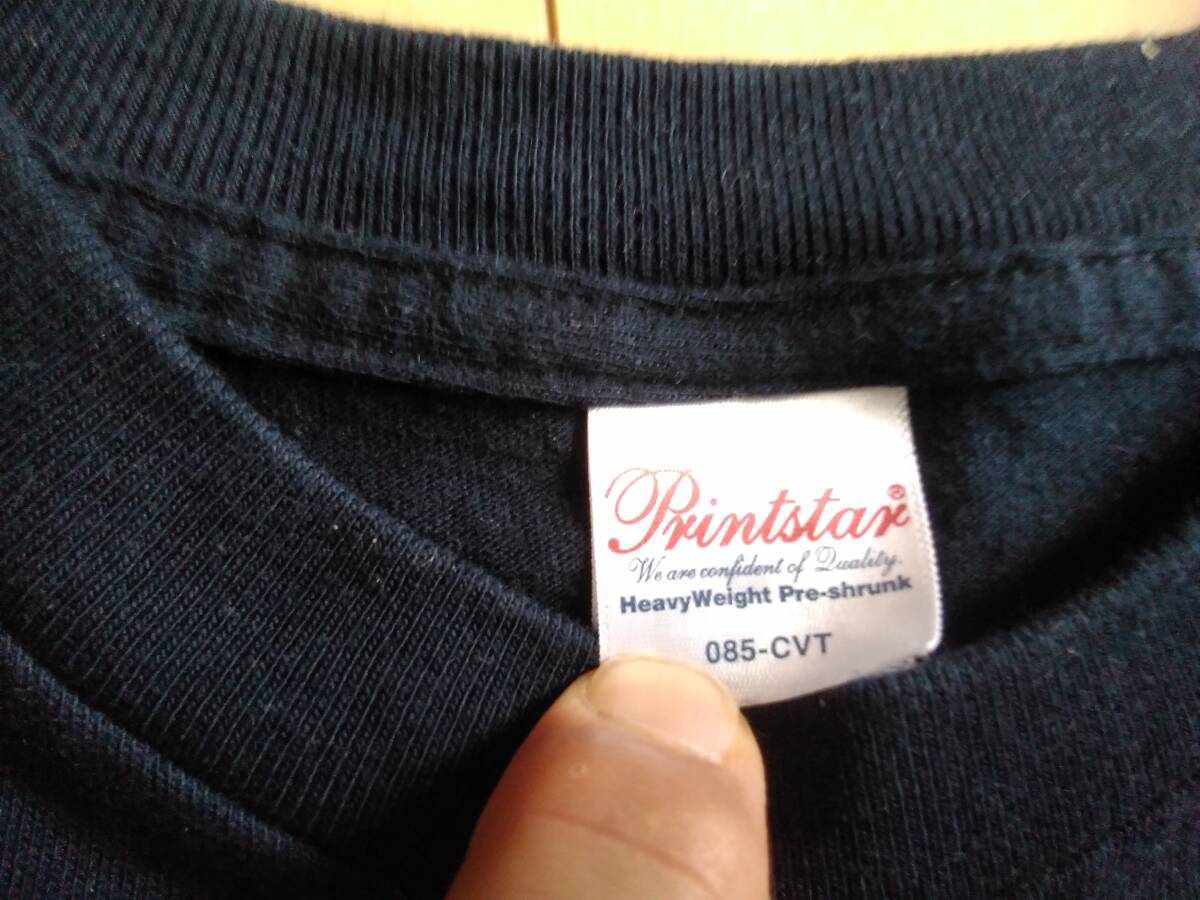 Printstar®
We are confident of Quality.
HeavyWeight Pre-shrunk
085-CVT